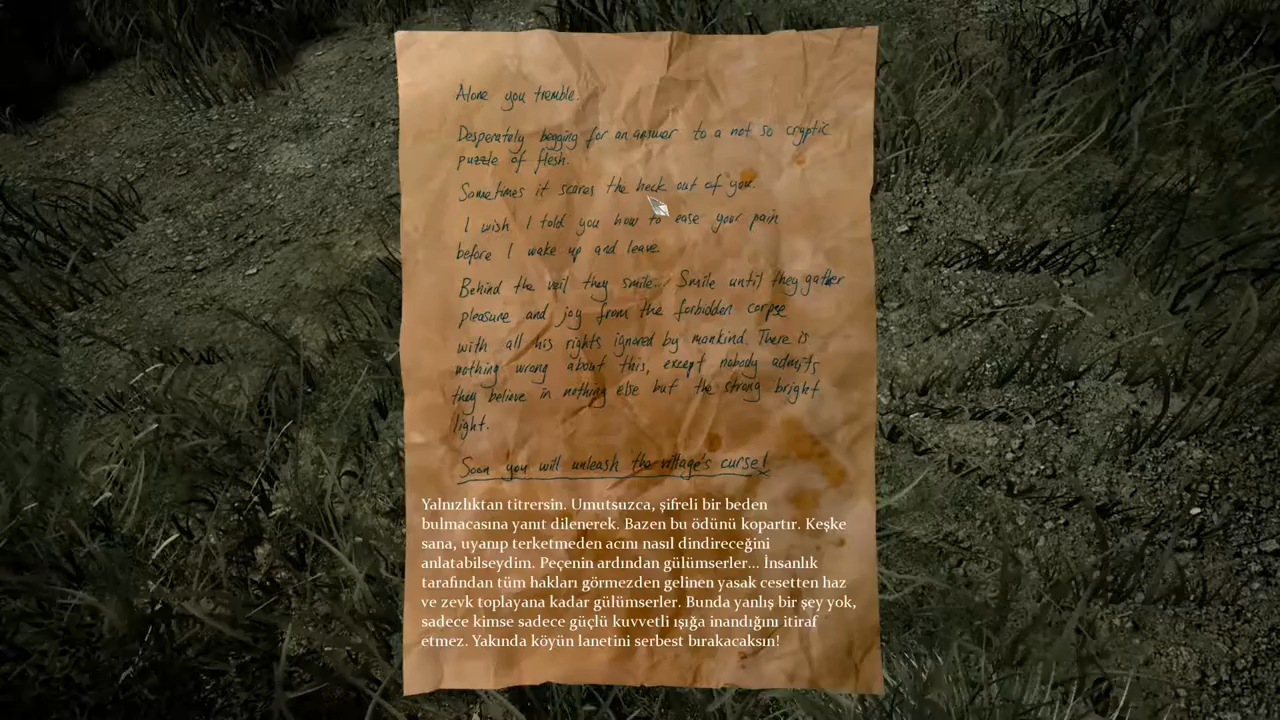 Alone you tremble.
Desperately begging for an answer to a not so cryptic
puzzle of flesh.
Sometimes it scares the heck out of you.
I wish I told you how to ease your pain
before I wake up and leave
Behind the veil they smile... Smile until they gather
pleasure and joy from the forbidden corpse
with all his rights ignored by mankind. There is
nothing wrong about this, except nobody admits
they believe in nothing else but the strong bright
light.
Soon you will unleash the village's curse!
Yalnızlıktan titrersin. Umutsuzca, şifreli bir beden
bulmacasına yanıt dilenerek. Bazen bu ödünü kopartır. Keşke
sana, uyanıp terketmeden acını nasıl dindireceğini
anlatabilseydim. Peçenin ardından gülümserler... İnsanlık
tarafından tüm hakları görmezden gelinen yasak cesetten haz
ve zevk toplayana kadar gülümserler. Bunda yanlış bir şey yok,
sadece kimse sadece güçlü kuvvetli ışığa inandığını itiraf
etmez. Yakında köyün lanetini serbest bırakacaksın!